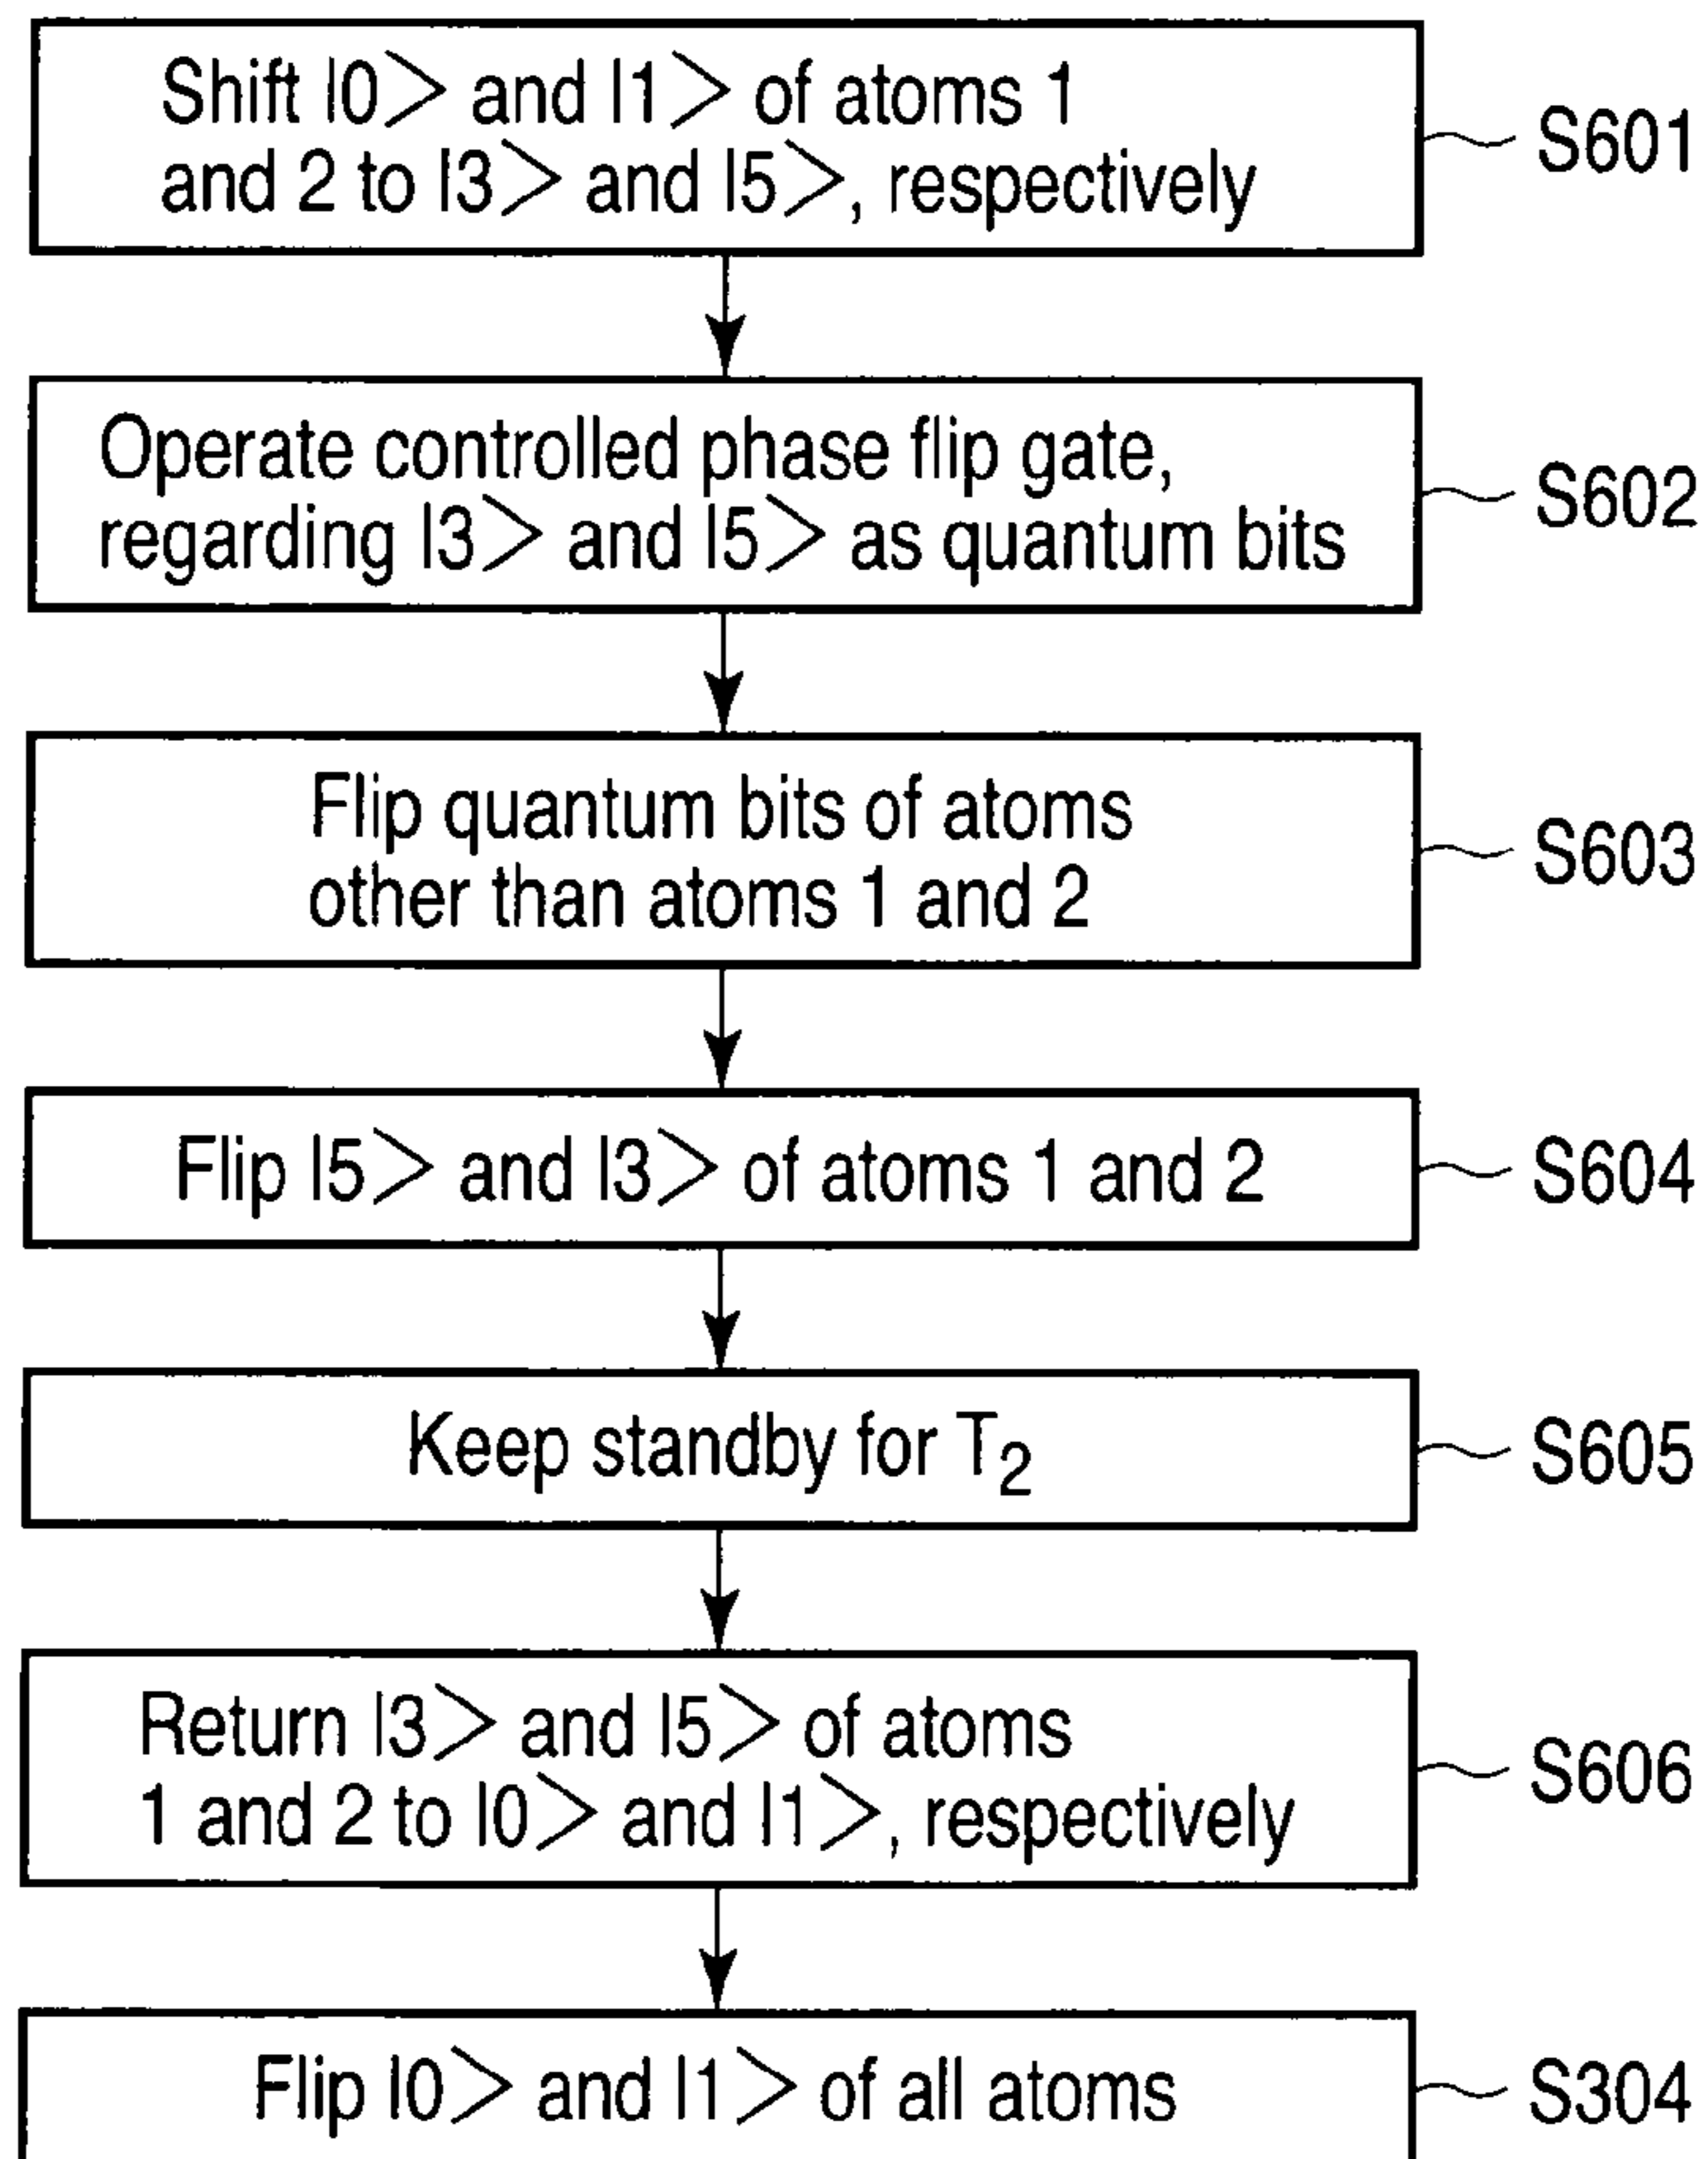 Shift |0> and |1> of atoms 1
and 2 to |3> and |5>, respectively
S601
Operate controlled phase flip gate,
regarding |3> and |5> as quantum bits
S602
Flip quantum bits of atoms
other than atoms 1 and 2
S603
Flip |5> and |3> of atoms 1 and 2
S604
Keep standby for T2
S605
Return |3> and |5> of atoms
1 and 2 to |0> and |1>, respectively
S606
Flip |0> and |1> of all atoms
S304